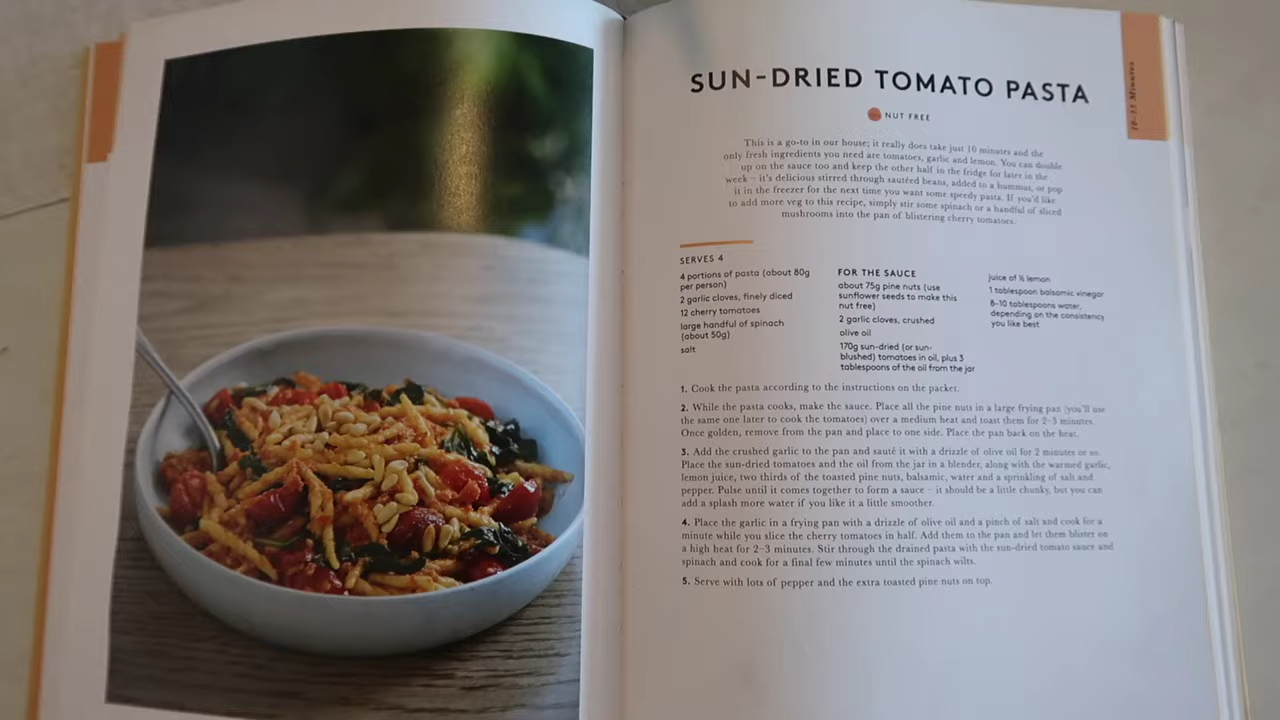 SUN-DRIED TOMATO PASTA
NUT FREE
10-15 Minutes
This is a go-to in our house; it really does take just 10 minutes and the
only fresh ingredients you need are tomatoes, garlic and lemon. You can double
up on the sauce too and keep the other half in the fridge for later in the
week – it's delicious stirred through sautéed beans, added to a hummus, or pop
it in the freezer for the next time you want some speedy pasta. If you'd like
to add more veg to this recipe, simply stir some spinach or a handful of sliced
mushrooms into the pan of blistering cherry tomatoes.
SERVES 4
4 portions of pasta (about 80g
per person)
2 garlic cloves, finely diced
12 cherry tomatoes
large handful of spinach
(about 50g)
salt
FOR THE SAUCE
about 75g pine nuts (use
sunflower seeds to make this
nut free)
2 garlic cloves, crushed
olive oil
170g sun-dried (or sun-
blushed) tomatoes in oil, plus 3
tablespoons of the oil from the jar
juice of ½ lemon
1 tablespoon balsamic vinegar
8-10 tablespoons water,
depending on the consistency
you like best
1. Cook the pasta according to the instructions on the packet.
2. While the pasta cooks, make the sauce. Place all the pine nuts in a large frying pan (you'll use
the same one later to cook the tomatoes) over a medium heat and toast them for 2–3 minutes.
Once golden, remove from the pan and place to one side. Place the pan back on the heat.
3. Add the crushed garlic to the pan and sauté it with a drizzle of olive oil for 2 minutes or so.
Place the sun-dried tomatoes and the oil from the jar in a blender, along with the warmed garlic,
lemon juice, two thirds of the toasted pine nuts, balsamic, water and a sprinkling of salt and
pepper. Pulse until it comes together to form a sauce – it should be a little chunky, but you can
add a splash more water if you like it a little smoother.
4. Place the garlic in a frying pan with a drizzle of olive oil and a pinch of salt and cook for a
minute while you slice the cherry tomatoes in half. Add them to the pan and let them blister on
a high heat for 2–3 minutes. Stir through the drained pasta with the sun-dried tomato sauce and
spinach and cook for a final few minutes until the spinach wilts.
5. Serve with lots of pepper and the extra toasted pine nuts on top.